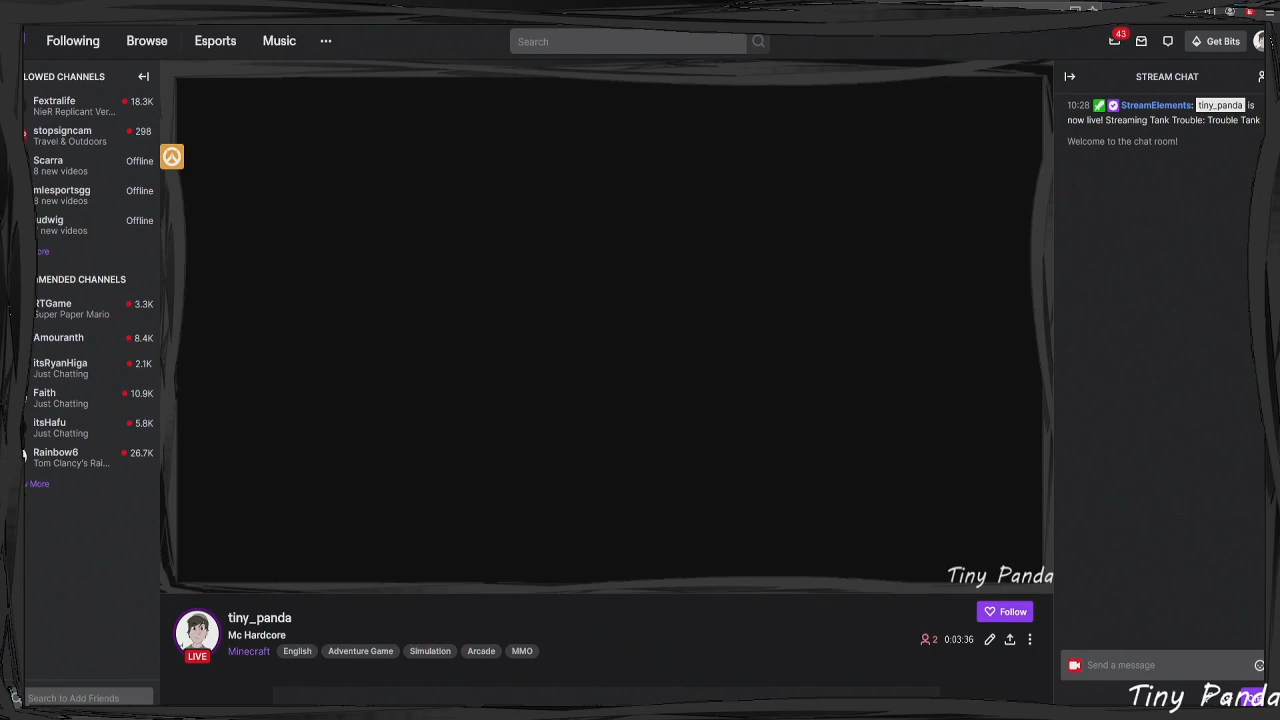 Following Browse Esports Music
Search
43
Get Bits
LOWED CHANNELS
Fextralife 18.3K
NieR Replicant Ver...
stopsigncam 298
Travel & Outdoors
Scarra Offline
8 new videos
mlesportsgg Offline
8 new videos
udwig Offline
new videos
ore
MENDED CHANNELS
RTGame 3.3K
Super Paper Mario
Amouranth 8.4K
itsRyanHiga 2.1K
Just Chatting
Faith 10.9K
Just Chatting
itsHafu 5.8K
Just Chatting
Rainbow6 26.7K
Tom Clancy's Rai...
More
Search to Add Friends
Tiny Panda
tiny_panda
Follow
Mc Hardcore
LIVE
Minecraft English Adventure Game Simulation Arcade MMO
2 0:03:36
STREAM CHAT
10:28 StreamElements: tiny_panda is
now live! Streaming Tank Trouble: Trouble Tank
Welcome to the chat room!
Send a message
Tiny Panda